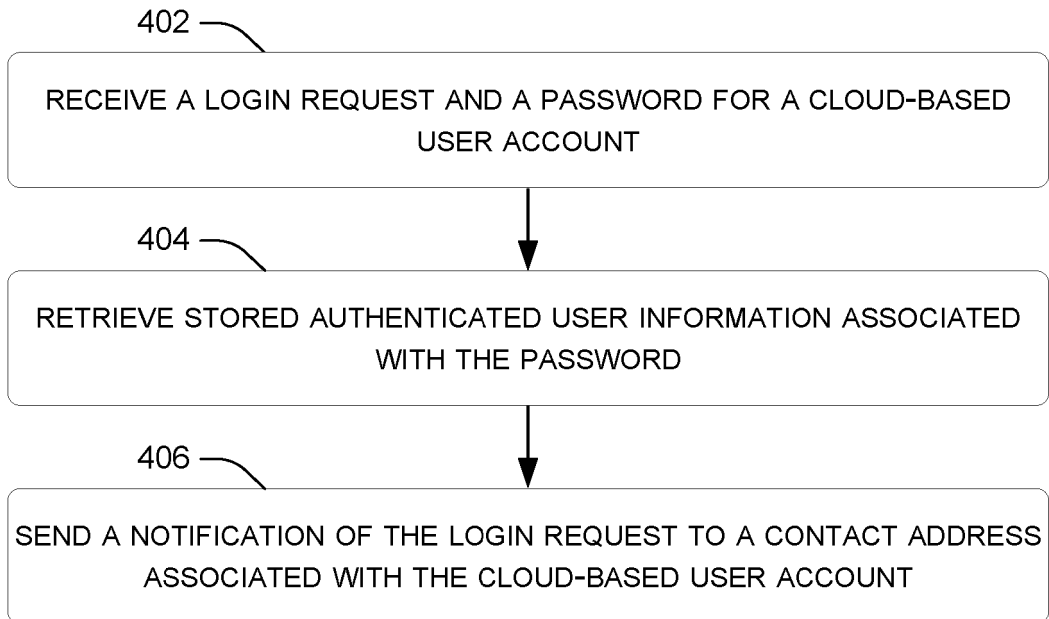 402
RECEIVE A LOGIN REQUEST AND A PASSWORD FOR A CLOUD-BASED
USER ACCOUNT
404
RETRIEVE STORED AUTHENTICATED USER INFORMATION ASSOCIATED
WITH THE PASSWORD
406
SEND A NOTIFICATION OF THE LOGIN REQUEST TO A CONTACT ADDRESS
ASSOCIATED WITH THE CLOUD-BASED USER ACCOUNT